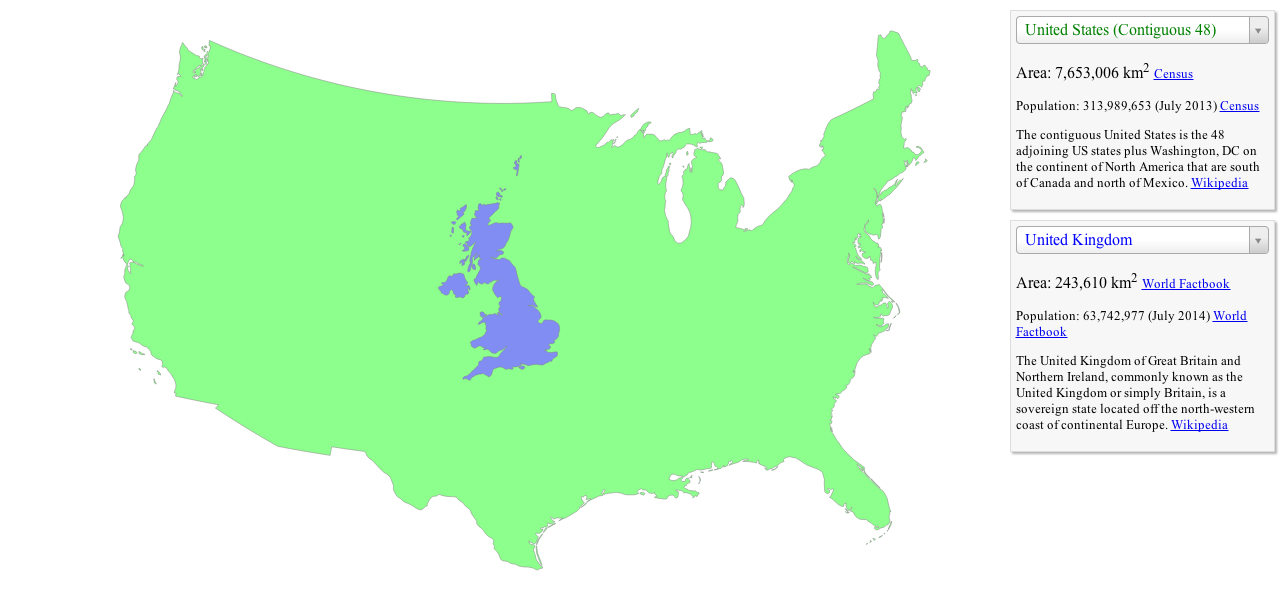 United States (Contiguous 48)
Area: 7,653,006 km2 Census
Population: 313,989,653 (July 2013) Census
The contiguous United States is the 48
adjoining US states plus Washington, DC on
the continent of North America that are south
of Canada and north of Mexico. Wikipedia
United Kingdom
Area: 243,610 km2 World Factbook
Population: 63,742,977 (July 2014) World
Factbook
The United Kingdom of Great Britain and
Northern Ireland, commonly known as the
United Kingdom or simply Britain, is a
sovereign state located off the north-western
coast of continental Europe. Wikipedia